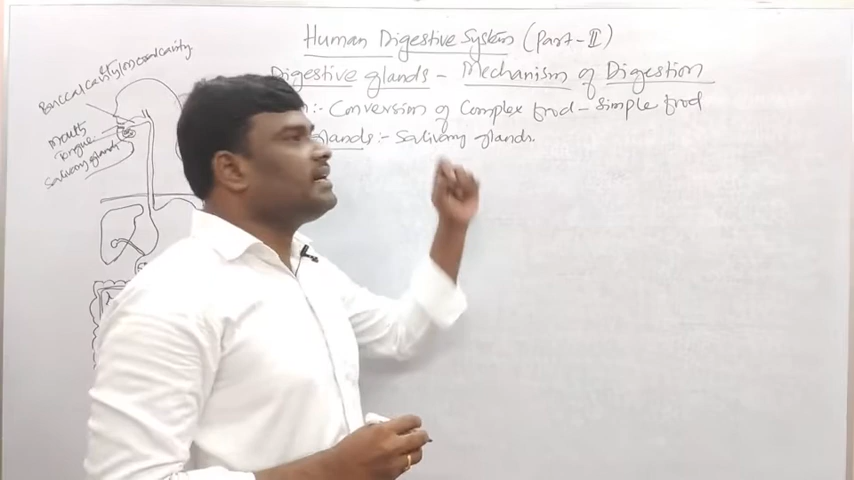 Human Digestive System (Part-II)
Digestive glands - Mechanism of Digestion
:- Conversion of Complex food - Simple food
glands :- Salivary glands.
Buccal cavity/or oral cavity
Mouth
Tongue
Salivary glands